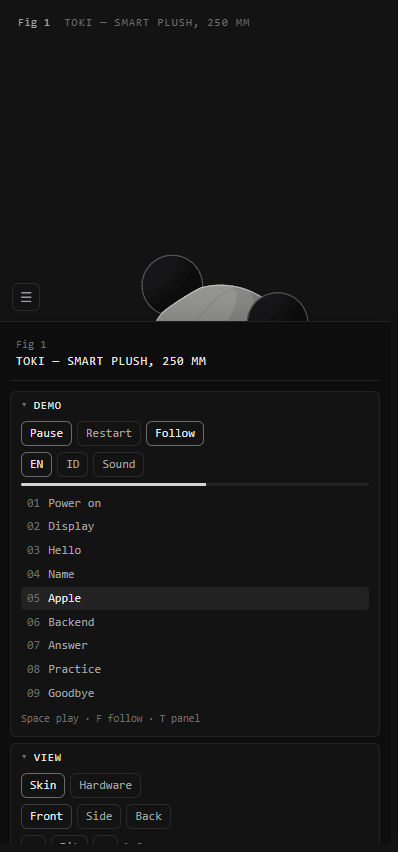 Fig 1 TOKI — SMART PLUSH, 250 MM
Fig 1
TOKI — SMART PLUSH, 250 MM
DEMO
Pause Restart Follow
EN ID Sound
01 Power on
02 Display
03 Hello
04 Name
05 Apple
06 Backend
07 Answer
08 Practice
09 Goodbye
Space play · F follow · T panel
VIEW
Skin Hardware
Front Side Back